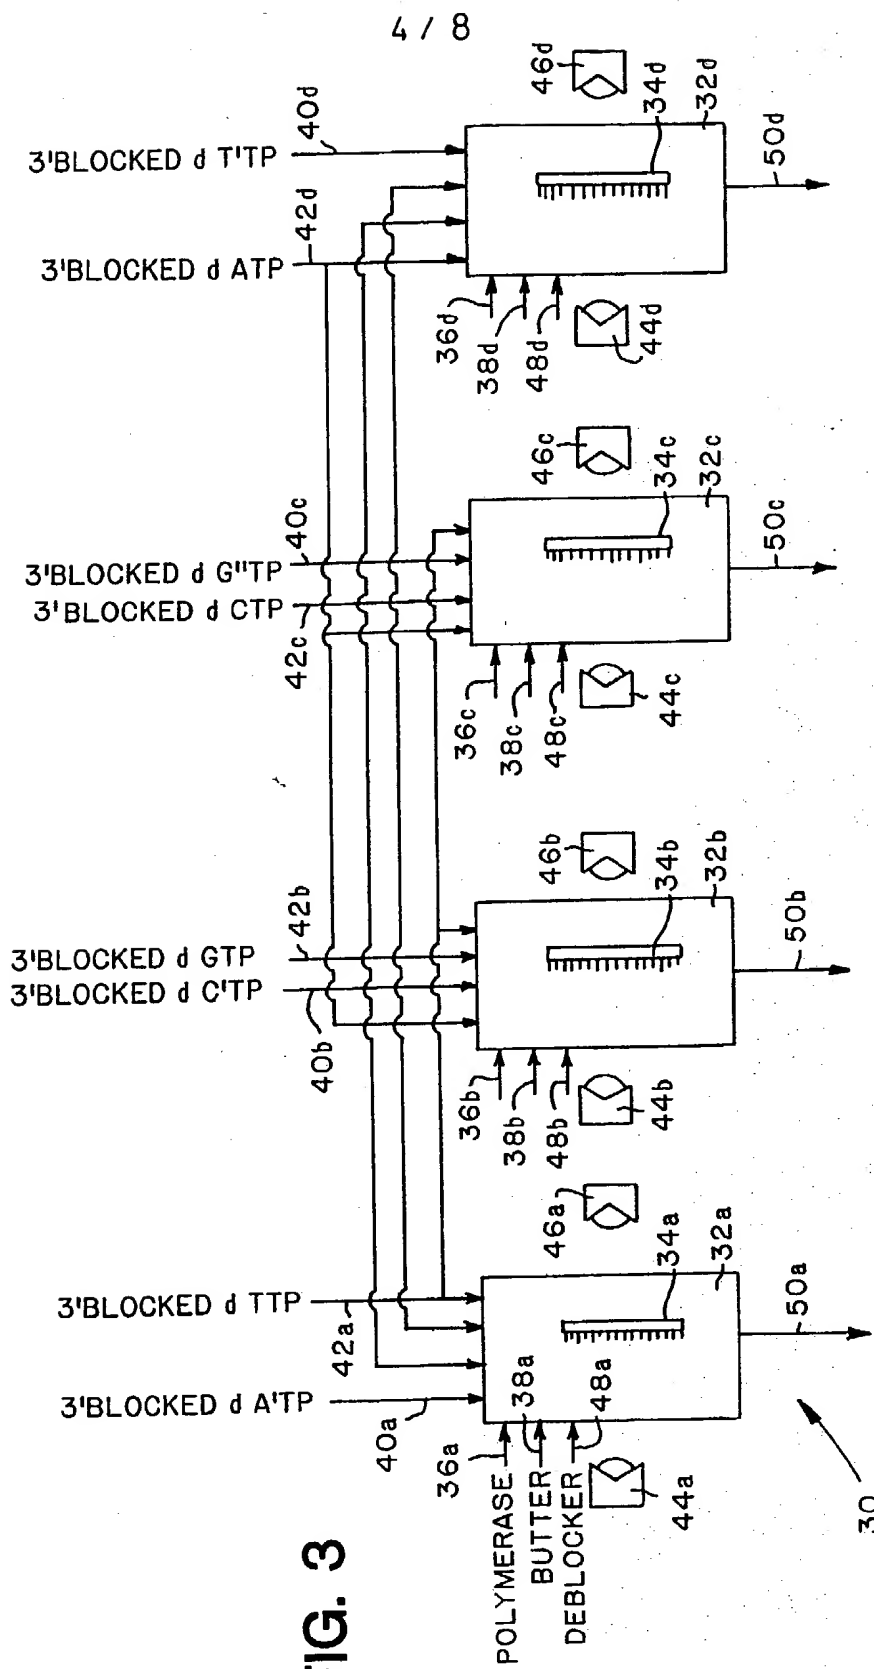 4 / 8
3'BLOCKED d T'TP
40d
42d
3'BLOCKED d ATP
46d
34d
32d
50d
36d
38d
48d
44d
3'BLOCKED d G"TP
40c
3'BLOCKED d CTP
42c
46c
34c
32c
50c
36c
38c
48c
44c
3'BLOCKED d GTP
42b
3'BLOCKED d C'TP
40b
46b
34b
32b
50b
36b
38b
48b
44b
3'BLOCKED d TTP
42a
3'BLOCKED d A'TP
40a
46a
34a
32a
50a
36a
38a
48a
POLYMERASE
BUTTER
DEBLOCKER
44a
30
FIG. 3